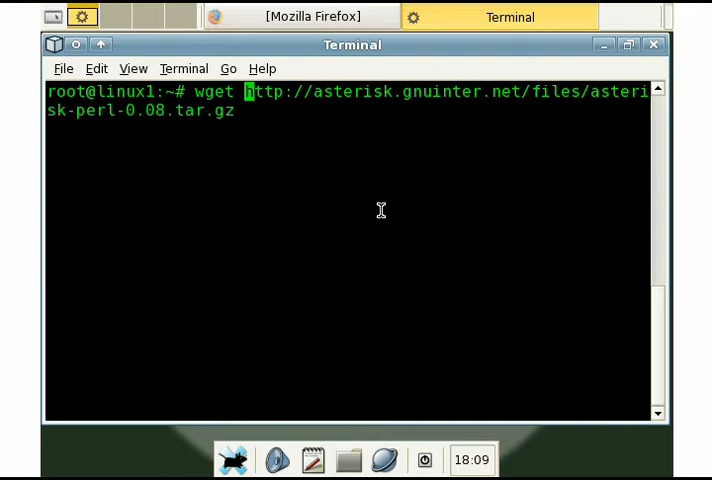 [Mozilla Firefox]
Terminal
Terminal
File Edit View Terminal Go Help
root@linux1:~# wget http://asterisk.gnuinter.net/files/asteri
sk-perl-0.08.tar.gz
18:09